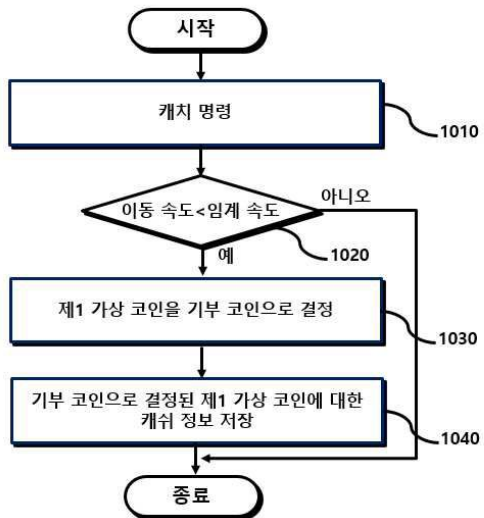 시작
캐치 명령
1010
이동 속도<임계 속도
아니오
1020
예
제1 가상 코인을 기부 코인으로 결정
1030
기부 코인으로 결정된 제1 가상 코인에 대한
캐쉬 정보 저장
1040
종료